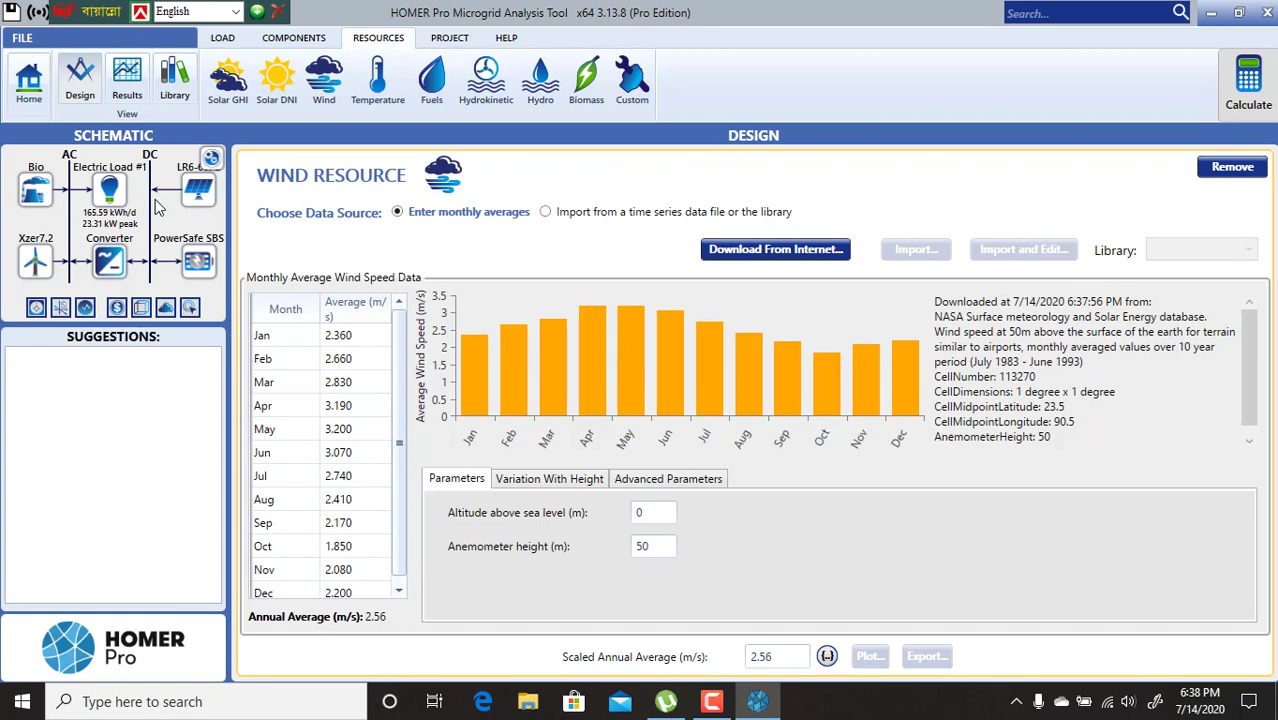 বায়ান্নো
English
HOMER Pro Microgrid Analysis Tool x64 3.13.8 (Pro Edition)
Search...
FILE
LOAD
COMPONENTS
RESOURCES
PROJECT
HELP
Home
Design
Results
Library
View
Solar GHI
Solar DNI
Wind
Temperature
Fuels
Hydrokinetic
Hydro
Biomass
Custom
Calculate
SCHEMATIC
DESIGN
AC
DC
Bio
Electric Load #1
165.59 kWh/d
23.31 kW peak
Xzer7.2
Converter
PowerSafe SBS
SUGGESTIONS:
HOMER
Pro
WIND RESOURCE
Remove
Choose Data Source:
Enter monthly averages
Import from a time series data file or the library
Download From Internet...
Import...
Import and Edit...
Library:
Monthly Average Wind Speed Data
Month Average (m/s)
Jan 2.360
Feb 2.660
Mar 2.830
Apr 3.190
May 3.200
Jun 3.070
Jul 2.740
Aug 2.410
Sep 2.170
Oct 1.850
Nov 2.080
Dec 2.200
Annual Average (m/s): 2.56
Average Wind Speed (m/s)
3.5
3
2.5
2
1.5
1
0.5
0
Jan Feb Mar Apr May Jun Jul Aug Sep Oct Nov Dec
Downloaded at 7/14/2020 6:37:56 PM from:
NASA Surface meteorology and Solar Energy database.
Wind speed at 50m above the surface of the earth for terrain
similar to airports, monthly averaged values over 10 year
period (July 1983 - June 1993)
CellNumber: 113270
CellDimensions: 1 degree x 1 degree
CellMidpointLatitude: 23.5
CellMidpointLongitude: 90.5
AnemometerHeight: 50
Parameters
Variation With Height
Advanced Parameters
Altitude above sea level (m): 0
Anemometer height (m): 50
Scaled Annual Average (m/s): 2.56
{..}
Plot...
Export...
Type here to search
6:38 PM
7/14/2020